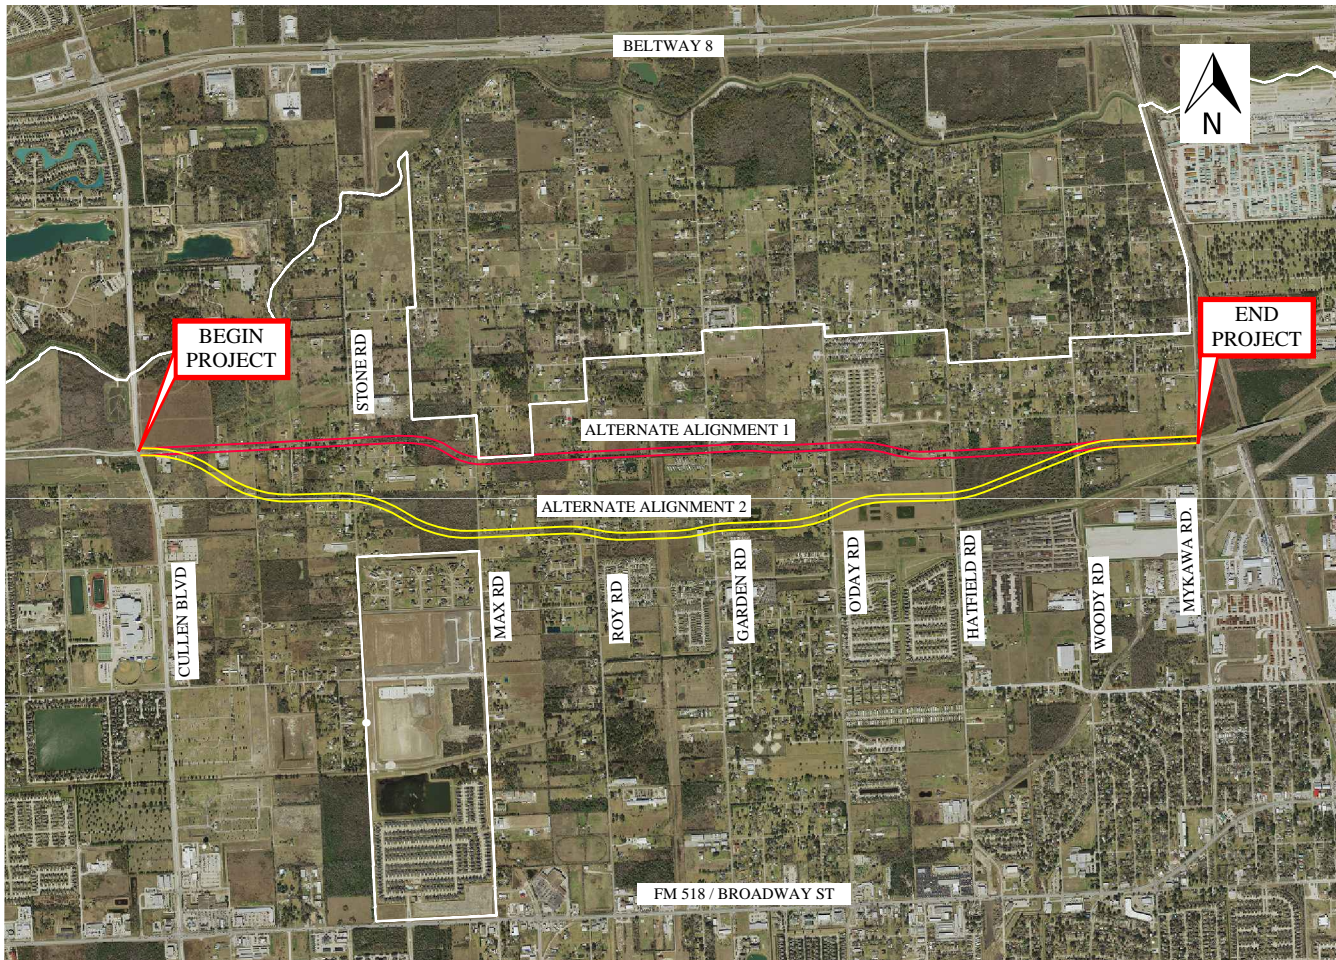 BELTWAY 8
N
BEGIN
PROJECT
END
PROJECT
STONE RD
ALTERNATE ALIGNMENT 1
ALTERNATE ALIGNMENT 2
CULLEN BLVD
MAX RD
ROY RD
GARDEN RD
O'DAY RD
HATFIELD RD
WOODY RD
MYKAWA RD.
FM 518 / BROADWAY ST